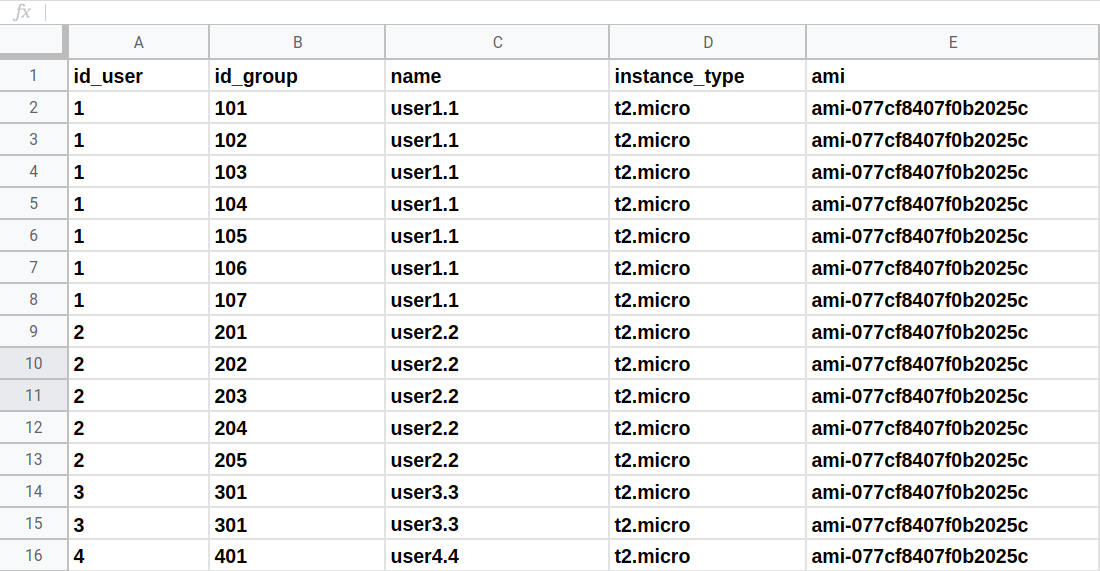 fx
A B C D E
1 id_user id_group name instance_type ami
2 1 101 user1.1 t2.micro ami-077cf8407f0b2025c
3 1 102 user1.1 t2.micro ami-077cf8407f0b2025c
4 1 103 user1.1 t2.micro ami-077cf8407f0b2025c
5 1 104 user1.1 t2.micro ami-077cf8407f0b2025c
6 1 105 user1.1 t2.micro ami-077cf8407f0b2025c
7 1 106 user1.1 t2.micro ami-077cf8407f0b2025c
8 1 107 user1.1 t2.micro ami-077cf8407f0b2025c
9 2 201 user2.2 t2.micro ami-077cf8407f0b2025c
10 2 202 user2.2 t2.micro ami-077cf8407f0b2025c
11 2 203 user2.2 t2.micro ami-077cf8407f0b2025c
12 2 204 user2.2 t2.micro ami-077cf8407f0b2025c
13 2 205 user2.2 t2.micro ami-077cf8407f0b2025c
14 3 301 user3.3 t2.micro ami-077cf8407f0b2025c
15 3 301 user3.3 t2.micro ami-077cf8407f0b2025c
16 4 401 user4.4 t2.micro ami-077cf8407f0b2025c